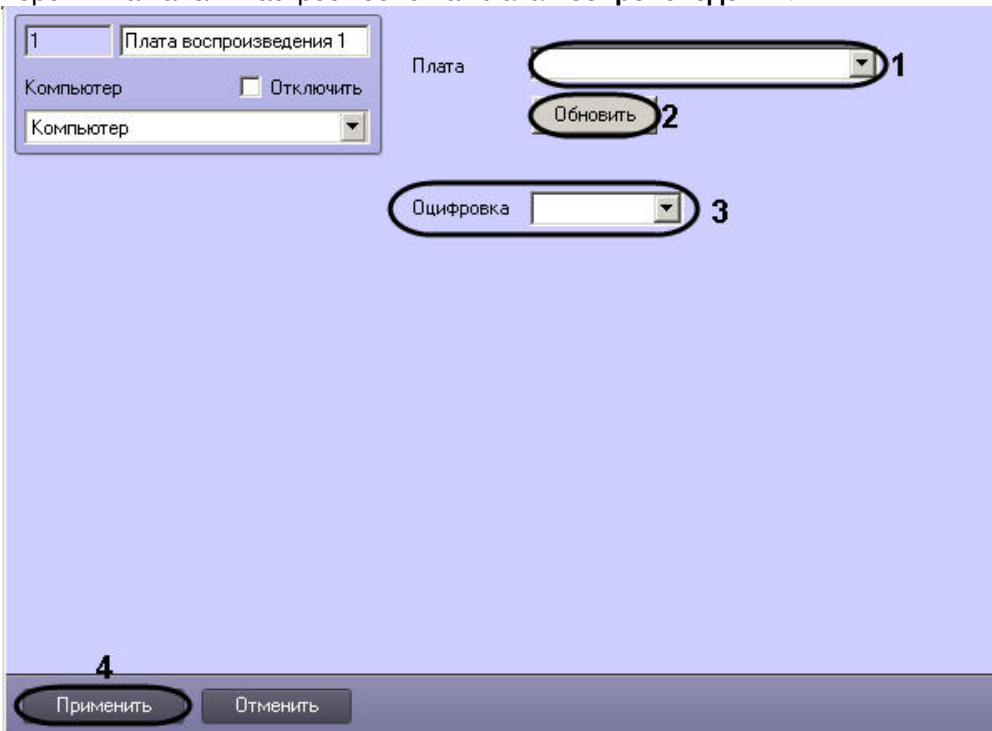 1 Плата воспроизведения 1
Компьютер Отключить
Компьютер
Плата 1
Обновить 2
Оцифровка 3
4
Применить Отменить